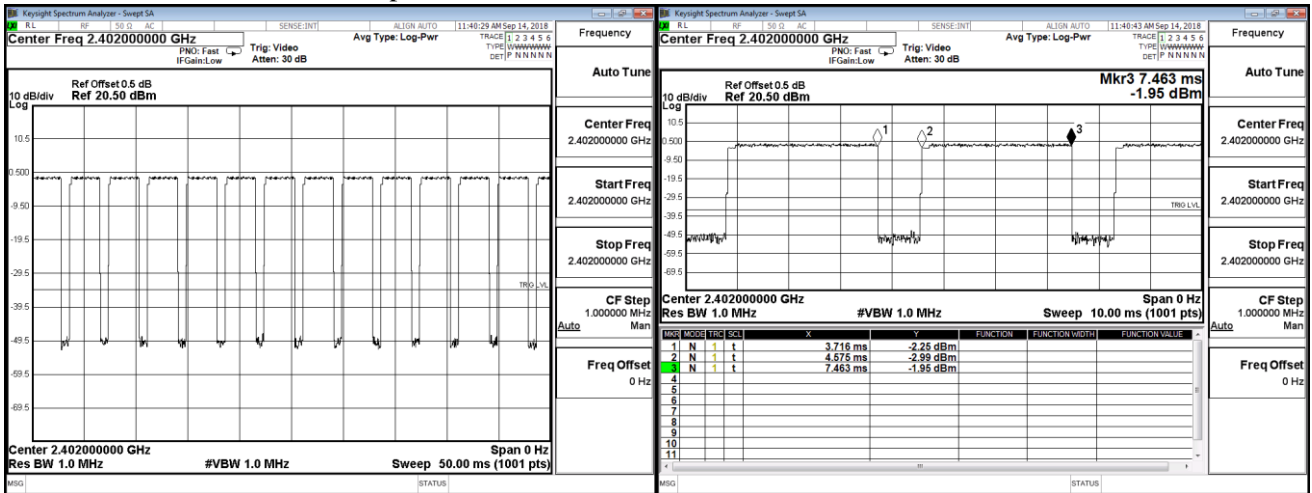 Keysight Spectrum Analyzer - Swept SA
RL RF 50 Ω AC SENSE:INT ALIGN AUTO 11:40:29 AM Sep 14, 2018
Center Freq 2.402000000 GHz
PNO: Fast
IFGain:Low
Trig: Video
Atten: 30 dB
Avg Type: Log-Pwr
TRACE 1 2 3 4 5 6
TYPE WWWWWW
DET P N N N N N
Ref Offset 0.5 dB
10 dB/div Ref 20.50 dBm
Log
10.5
0.500
-9.50
-19.5
-29.5
TRIG LVL
-39.5
-49.5
-59.5
-69.5
Center 2.402000000 GHz Span 0 Hz
Res BW 1.0 MHz #VBW 1.0 MHz Sweep 50.00 ms (1001 pts)
MSG STATUS
Frequency
Auto Tune
Center Freq
2.402000000 GHz
Start Freq
2.402000000 GHz
Stop Freq
2.402000000 GHz
CF Step
1.000000 MHz
Auto Man
Freq Offset
0 Hz
Keysight Spectrum Analyzer - Swept SA
RL RF 50 Ω AC SENSE:INT ALIGN AUTO 11:40:43 AM Sep 14, 2018
Center Freq 2.402000000 GHz
PNO: Fast
IFGain:Low
Trig: Video
Atten: 30 dB
Avg Type: Log-Pwr
TRACE 1 2 3 4 5 6
TYPE WWWWWW
DET P N N N N N
Mkr3 7.463 ms
-1.95 dBm
Ref Offset 0.5 dB
10 dB/div Ref 20.50 dBm
Log
10.5
0.500
-9.50
-19.5
-29.5
-39.5
-49.5
-59.5
-69.5
1
2
3
TRIG LVL
Center 2.402000000 GHz Span 0 Hz
Res BW 1.0 MHz #VBW 1.0 MHz Sweep 10.00 ms (1001 pts)
MKR MODE TRC SCL X Y FUNCTION FUNCTION WIDTH FUNCTION VALUE
1 N 1 t 3.716 ms -2.25 dBm
2 N 1 t 4.575 ms -2.99 dBm
3 N 1 t 7.463 ms -1.95 dBm
4
5
6
7
8
9
10
11
MSG STATUS
Frequency
Auto Tune
Center Freq
2.402000000 GHz
Start Freq
2.402000000 GHz
Stop Freq
2.402000000 GHz
CF Step
1.000000 MHz
Auto Man
Freq Offset
0 Hz